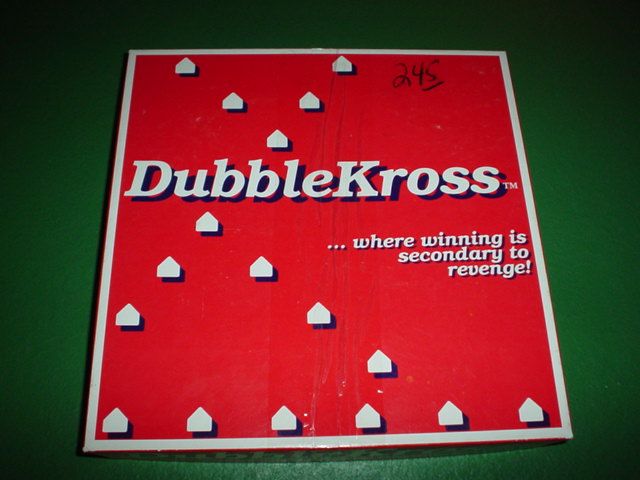 245
DubbleKross™
... where winning is
secondary to
revenge!